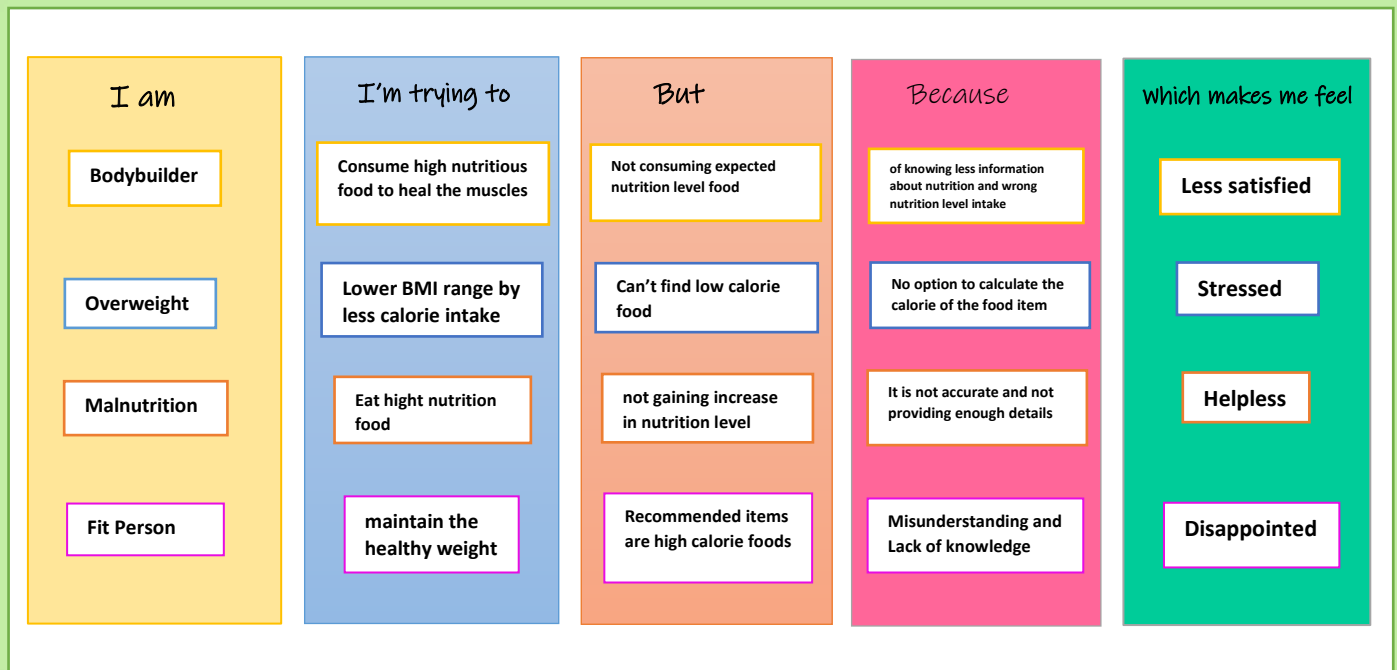 I am
I'm trying to
But
Because
Which makes me feel
Bodybuilder
Consume high nutritious
food to heal the muscles
Not consuming expected
nutrition level food
of knowing less information
about nutrition and wrong
nutrition level intake
Less satisfied
Overweight
Lower BMI range by
less calorie intake
Can't find low calorie
food
No option to calculate the
calorie of the food item
Stressed
Malnutrition
Eat hight nutrition
food
not gaining increase
in nutrition level
It is not accurate and not
providing enough details
Helpless
Fit Person
maintain the
healthy weight
Recommended items
are high calorie foods
Misunderstanding and
Lack of knowledge
Disappointed